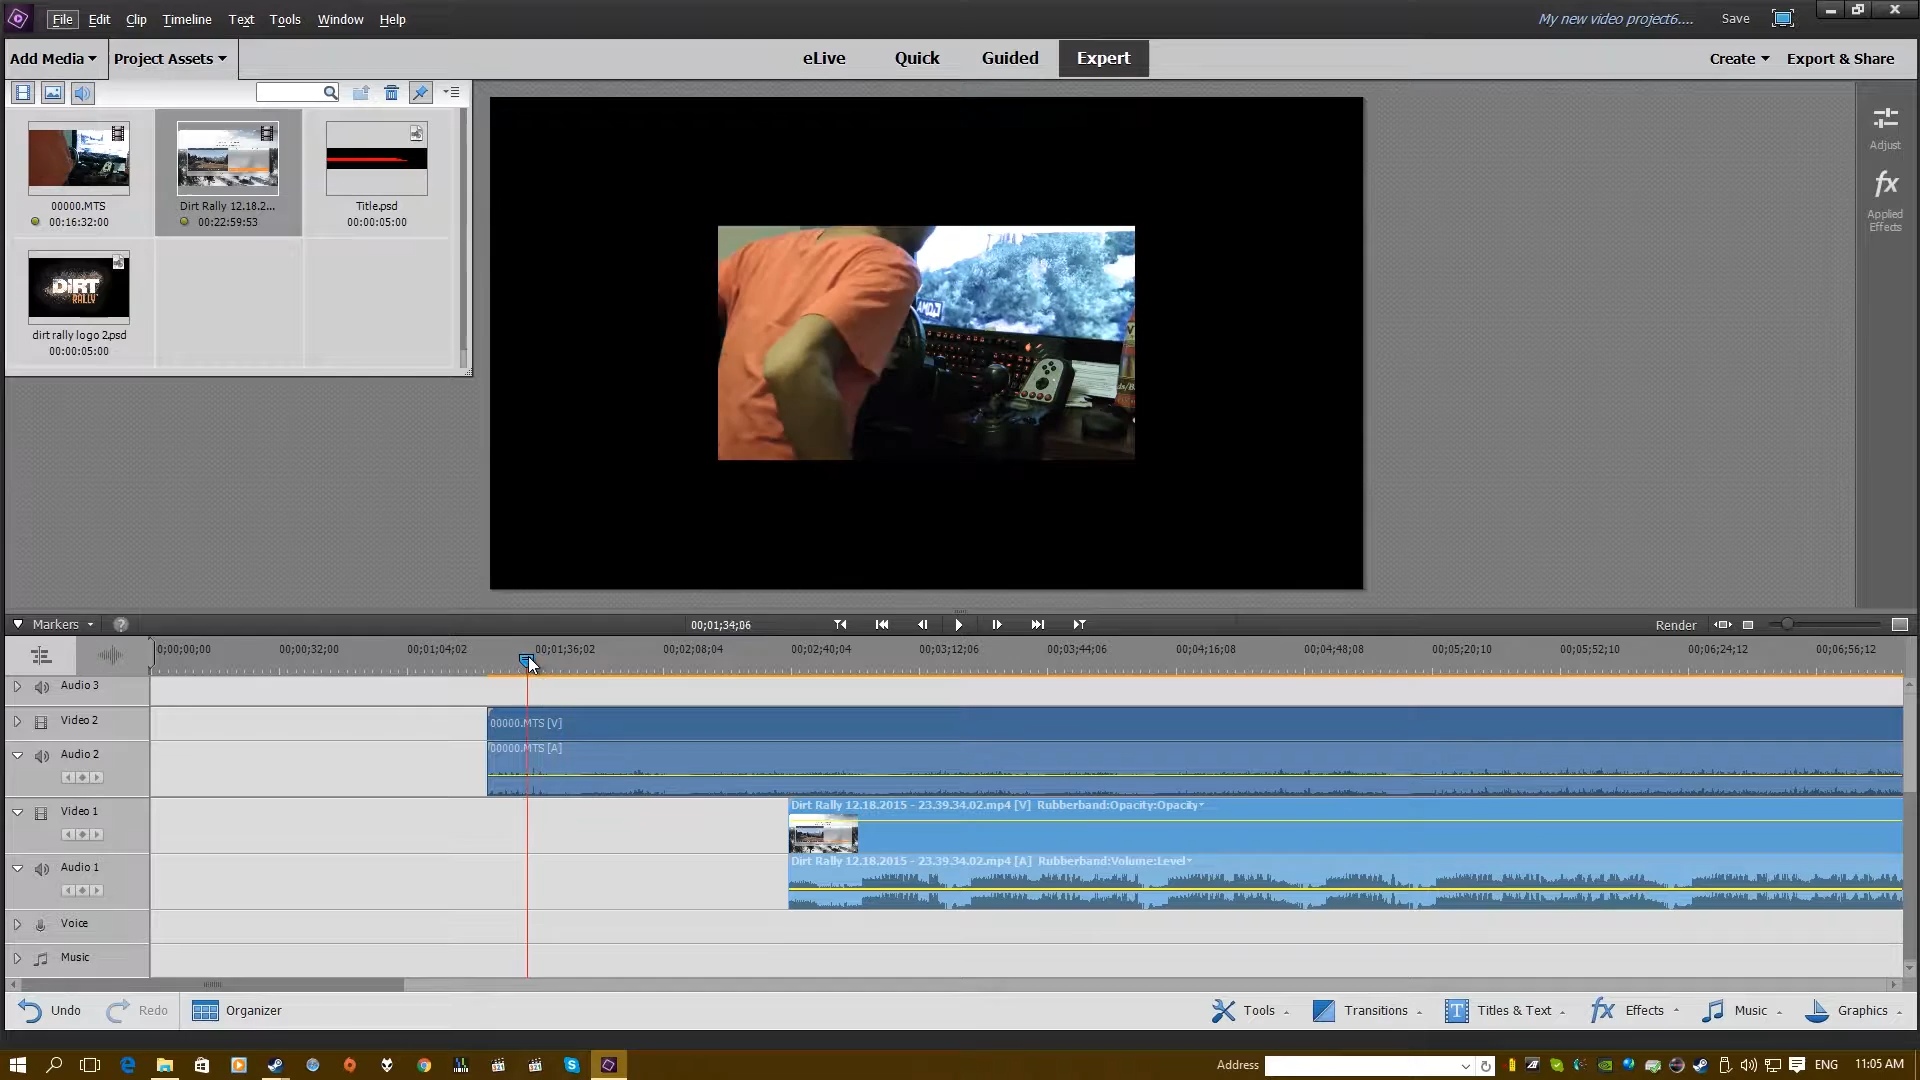 File Edit Clip Timeline Text Tools Window Help
My new video project6.... Save
Add Media Project Assets
eLive Quick Guided Expert
Create Export & Share
00000.MTS
00:16:32:00
Dirt Rally 12.18.2...
00:22:59:53
Title.psd
00:00:05:00
DiRT
RALLY
dirt rally logo 2.psd
00:00:05:00
Adjust
fx
Applied
Effects
Markers
00;01;34;06
Render
0;00;00;00 00;00;32;00 00;01;04;02 00;01;36;02 00;02;08;04 00;02;40;04 00;03;12;06 00;03;44;06 00;04;16;08 00;04;48;08 00;05;20;10 00;05;52;10 00;06;24;12 00;06;56;12
Audio 3
Video 2
00000.MTS [V]
Audio 2
00000.MTS [A]
Video 1
Dirt Rally 12.18.2015 - 23.39.34.02.mp4 [V] Rubberband:Opacity:Opacity
Audio 1
Dirt Rally 12.18.2015 - 23.39.34.02.mp4 [A] Rubberband:Volume:Level
Voice
Music
Undo Redo Organizer
Tools Transitions T Titles & Text fx Effects Music Graphics
Address
ENG 11:05 AM